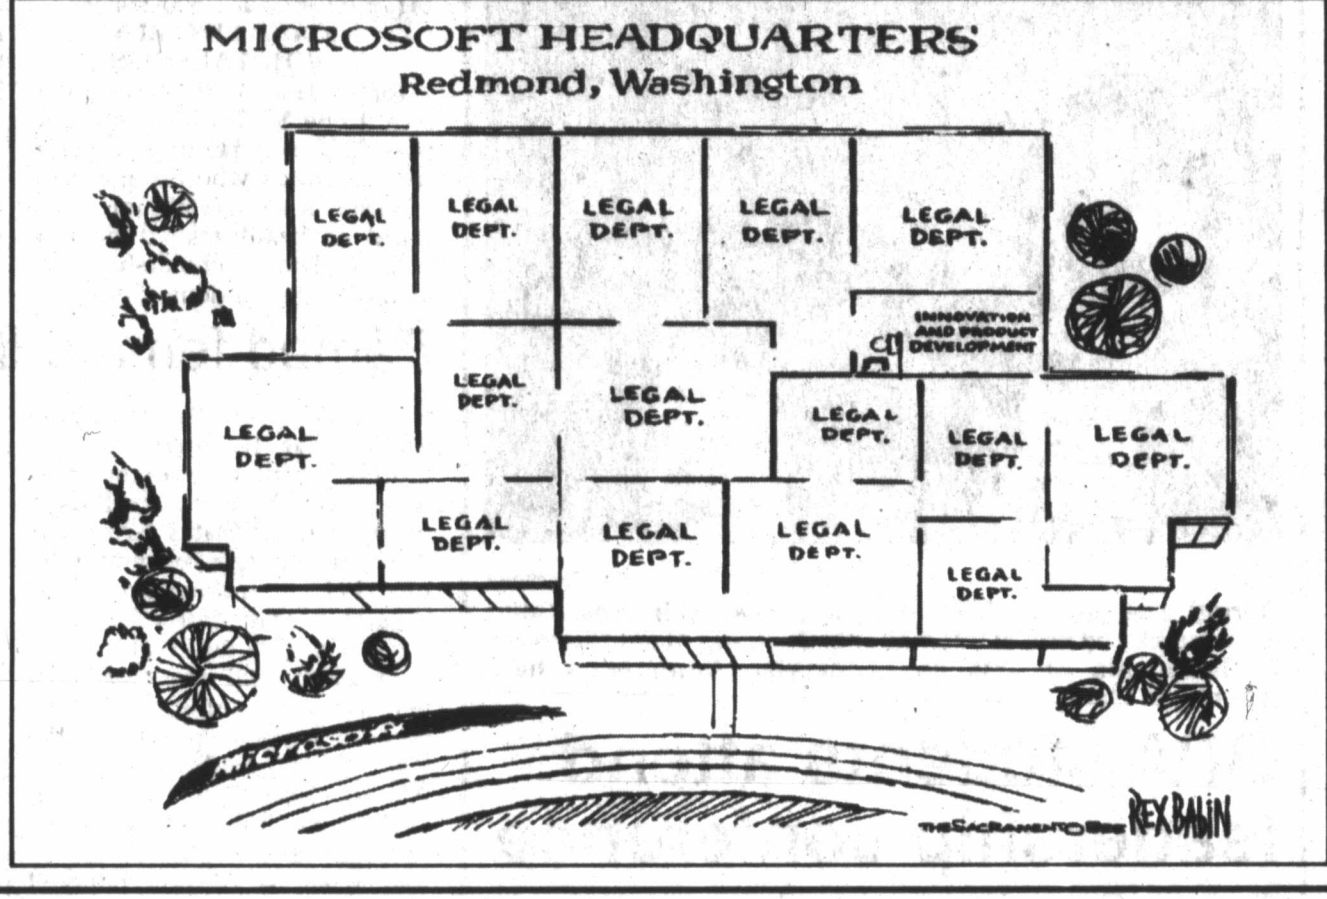 MICROSOFT HEADQUARTERS
Redmond, Washington
LEGAL
DEPT.
LEGAL
DEPT.
LEGAL
DEPT.
LEGAL
DEPT.
LEGAL
DEPT.
INNOVATION
AND PRODUCT
DEVELOPMENT
LEGAL
DEPT.
LEGAL
DEPT.
LEGAL
DEPT.
LEGAL
DEPT.
LEGAL
DEPT.
LEGAL
DEPT.
LEGAL
DEPT.
LEGAL
DEPT.
LEGAL
DEPT.
LEGAL
DEPT.
Microsoft
THE SACRAMENTO BEE
REX BABIN